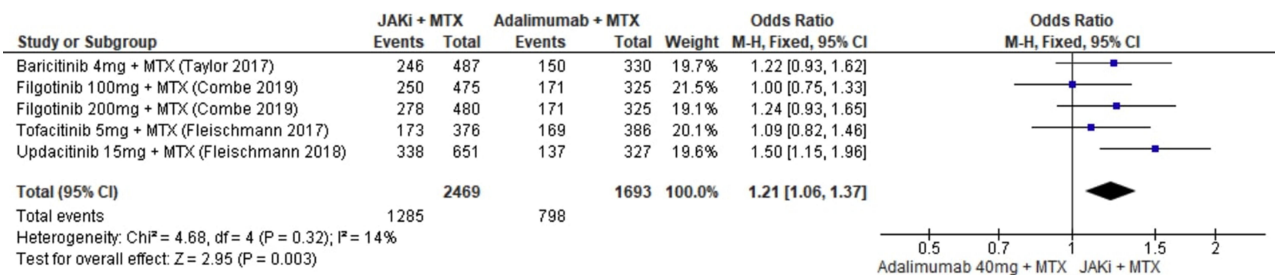 JAKi + MTX Adalimumab + MTX Odds Ratio Odds Ratio
Study or Subgroup Events Total Events Total Weight M-H, Fixed, 95% CI M-H, Fixed, 95% CI
Baricitinib 4mg + MTX (Taylor 2017) 246 487 150 330 19.7% 1.22 [0.93, 1.62]
Filgotinib 100mg + MTX (Combe 2019) 250 475 171 325 21.5% 1.00 [0.75, 1.33]
Filgotinib 200mg + MTX (Combe 2019) 278 480 171 325 19.1% 1.24 [0.93, 1.65]
Tofacitinib 5mg + MTX (Fleischmann 2017) 173 376 169 386 20.1% 1.09 [0.82, 1.46]
Updacitinib 15mg + MTX (Fleischmann 2018) 338 651 137 327 19.6% 1.50 [1.15, 1.96]
Total (95% CI) 2469 1693 100.0% 1.21 [1.06, 1.37]
Total events 1285 798
Heterogeneity: Chi² = 4.68, df = 4 (P = 0.32); I² = 14%
Test for overall effect: Z = 2.95 (P = 0.003)
0.5 0.7 1 1.5 2
Adalimumab 40mg + MTX JAKi + MTX